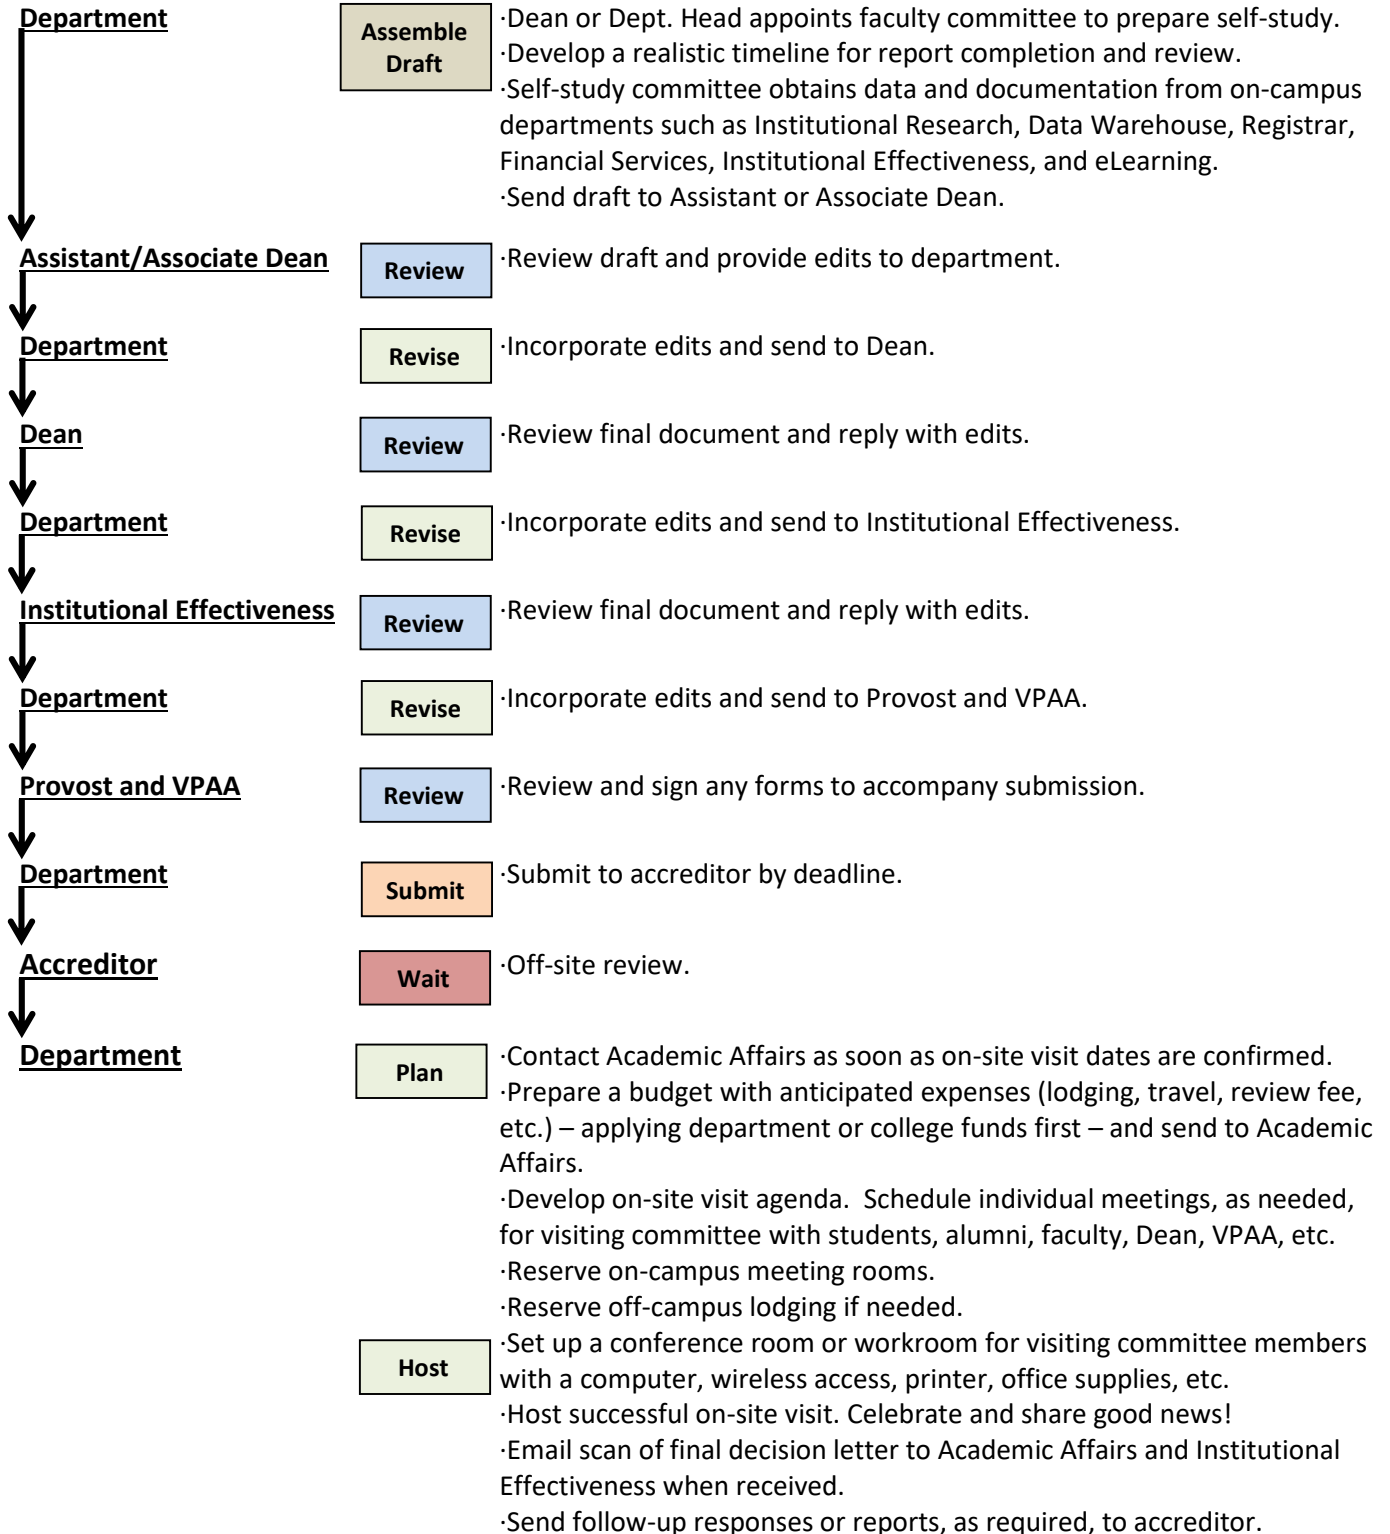 Department
Assemble
Draft
·Dean or Dept. Head appoints faculty committee to prepare self-study.
·Develop a realistic timeline for report completion and review.
·Self-study committee obtains data and documentation from on-campus
departments such as Institutional Research, Data Warehouse, Registrar,
Financial Services, Institutional Effectiveness, and eLearning.
·Send draft to Assistant or Associate Dean.
Assistant/Associate Dean
Review
·Review draft and provide edits to department.
Department
Revise
·Incorporate edits and send to Dean.
Dean
Review
·Review final document and reply with edits.
Department
Revise
·Incorporate edits and send to Institutional Effectiveness.
Institutional Effectiveness
Review
·Review final document and reply with edits.
Department
Revise
·Incorporate edits and send to Provost and VPAA.
Provost and VPAA
Review
·Review and sign any forms to accompany submission.
Department
Submit
·Submit to accreditor by deadline.
Accreditor
Wait
·Off-site review.
Department
Plan
·Contact Academic Affairs as soon as on-site visit dates are confirmed.
·Prepare a budget with anticipated expenses (lodging, travel, review fee,
etc.) – applying department or college funds first – and send to Academic
Affairs.
·Develop on-site visit agenda.  Schedule individual meetings, as needed,
for visiting committee with students, alumni, faculty, Dean, VPAA, etc.
·Reserve on-campus meeting rooms.
·Reserve off-campus lodging if needed.
Host
·Set up a conference room or workroom for visiting committee members
with a computer, wireless access, printer, office supplies, etc.
·Host successful on-site visit. Celebrate and share good news!
·Email scan of final decision letter to Academic Affairs and Institutional
Effectiveness when received.
·Send follow-up responses or reports, as required, to accreditor.